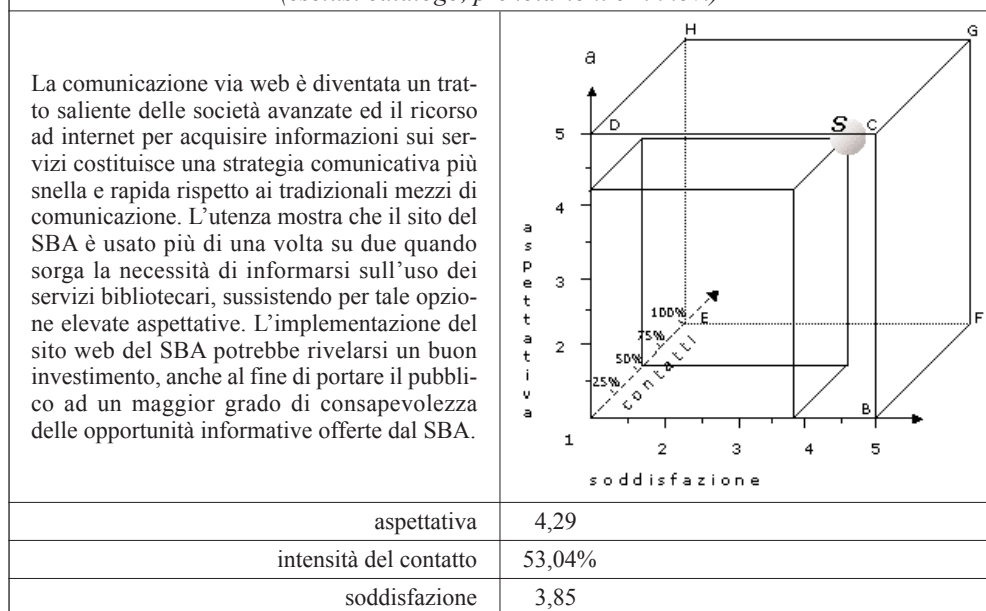 La comunicazione via web è diventata un trat-
to saliente delle società avanzate ed il ricorso
ad internet per acquisire informazioni sui ser-
vizi costituisce una strategia comunicativa più
snella e rapida rispetto ai tradizionali mezzi di
comunicazione. L'utenza mostra che il sito del
SBA è usato più di una volta su due quando
sorga la necessità di informarsi sull'uso dei
servizi bibliotecari, sussistendo per tale opzio-
ne elevate aspettative. L'implementazione del
sito web del SBA potrebbe rivelarsi un buon
investimento, anche al fine di portare il pubbli-
co ad un maggior grado di consapevolezza
delle opportunità informative offerte dal SBA.
H G
a
5 D S C
4
aspettativa
3
100% E F
75%
2
50%
25%
contatti
B
1 2 3 4 5
soddisfazione
aspettativa 4,29
intensità del contatto 53,04%
soddisfazione 3,85